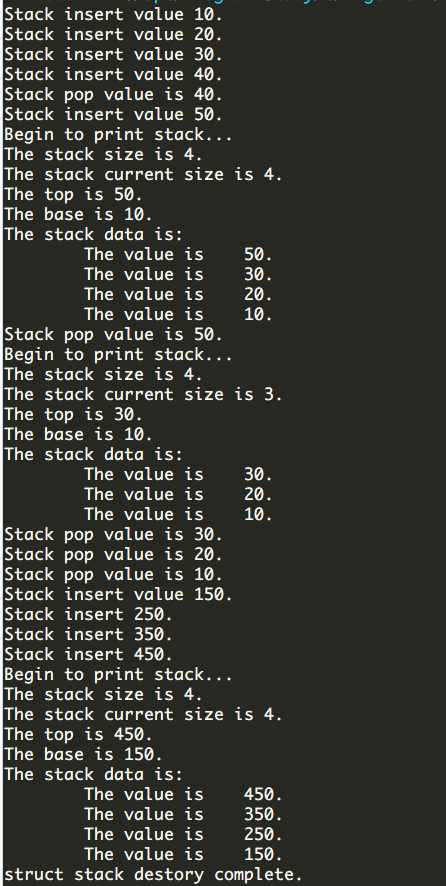 Stack insert value 10.
Stack insert value 20.
Stack insert value 30.
Stack insert value 40.
Stack pop value is 40.
Stack insert value 50.
Begin to print stack...
The stack size is 4.
The stack current size is 4.
The top is 50.
The base is 10.
The stack data is:
        The value is    50.
        The value is    30.
        The value is    20.
        The value is    10.
Stack pop value is 50.
Begin to print stack...
The stack size is 4.
The stack current size is 3.
The top is 30.
The base is 10.
The stack data is:
        The value is    30.
        The value is    20.
        The value is    10.
Stack pop value is 30.
Stack pop value is 20.
Stack pop value is 10.
Stack insert value 150.
Stack insert 250.
Stack insert 350.
Stack insert 450.
Begin to print stack...
The stack size is 4.
The stack current size is 4.
The top is 450.
The base is 150.
The stack data is:
        The value is    450.
        The value is    350.
        The value is    250.
        The value is    150.
struct stack destory complete.